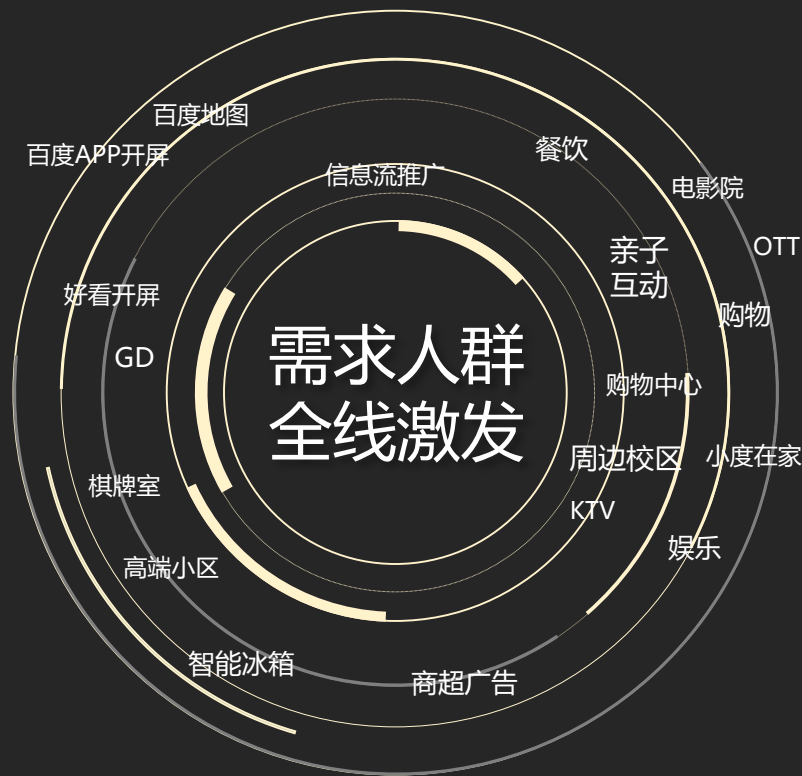 百度地图
餐饮
百度APP开屏
信息流推广
电影院
亲子
互动
OTT
好看开屏
购物
GD
需求人群
全线激发
购物中心
周边校区
小度在家
棋牌室
KTV
娱乐
高端小区
智能冰箱
商超广告